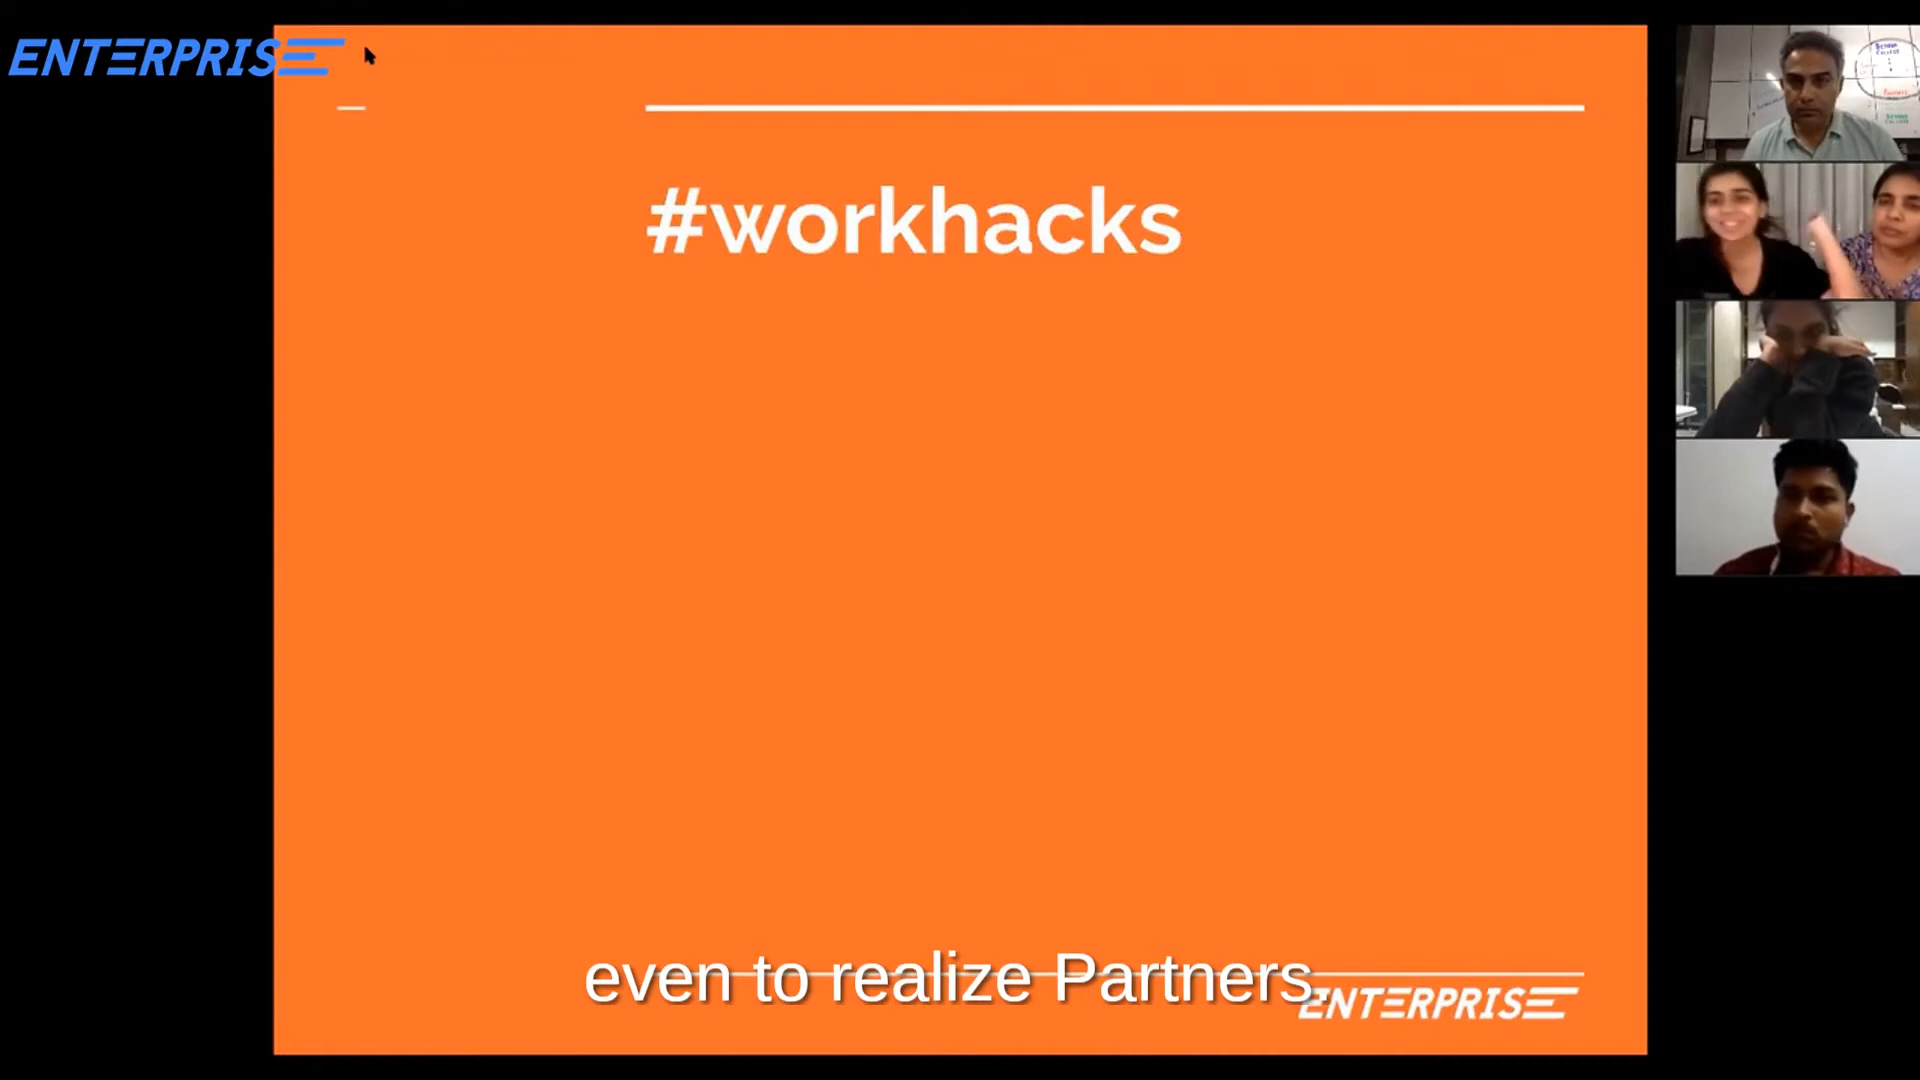 ENTERPRISE
#workhacks
even to realize Partners.
ENTERPRISE